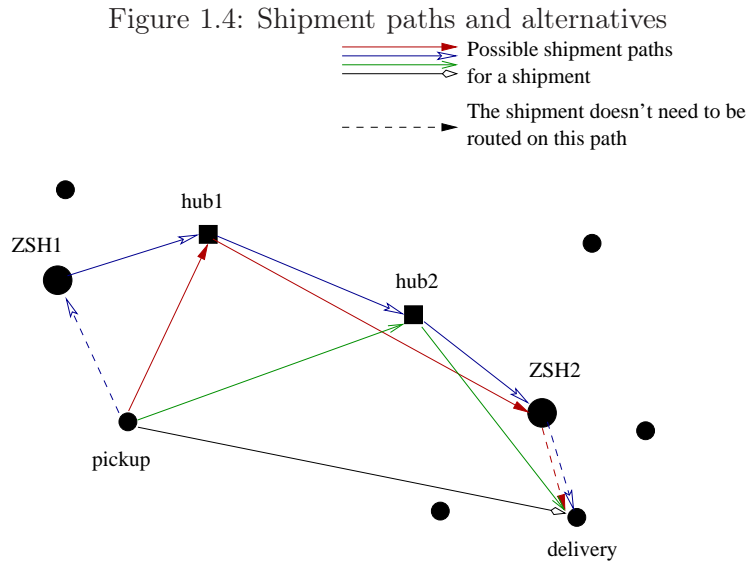 Figure 1.4: Shipment paths and alternatives
Possible shipment paths
for a shipment
The shipment doesn't need to be
routed on this path
hub1
ZSH1
hub2
ZSH2
pickup
delivery